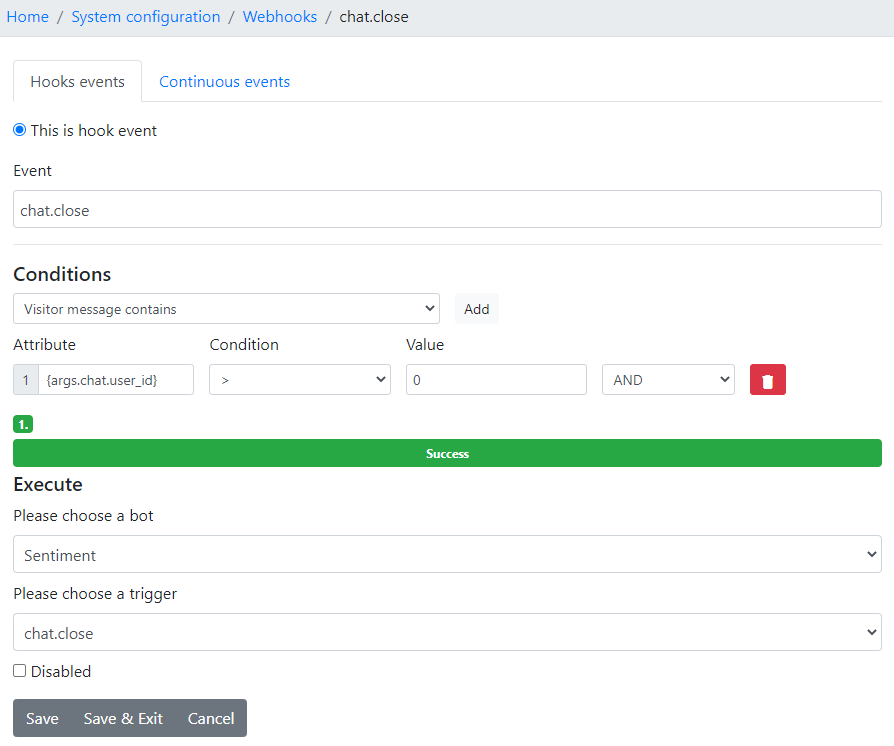 Home / System configuration / Webhooks / chat.close
Hooks events Continuous events
This is hook event
Event
chat.close
Conditions
Visitor message contains Add
Attribute Condition Value
1 {args.chat.user_id} > 0 AND
1.
Success
Execute
Please choose a bot
Sentiment
Please choose a trigger
chat.close
Disabled
Save Save & Exit Cancel